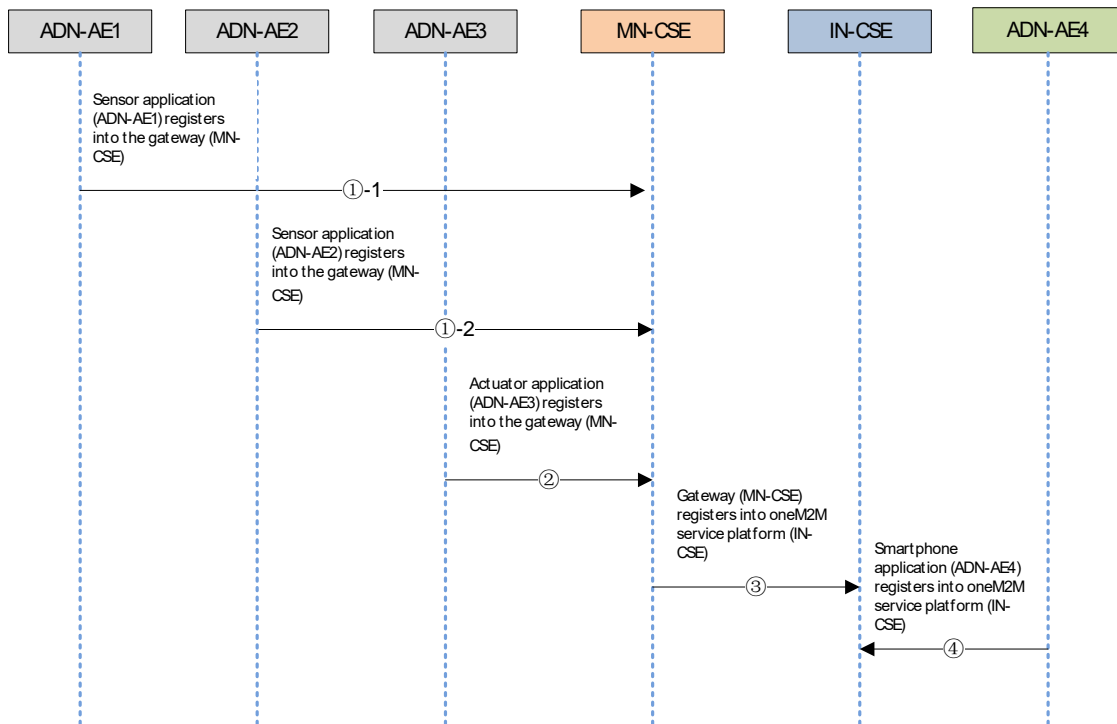 ADN-AE1
ADN-AE2
ADN-AE3
MN-CSE
IN-CSE
ADN-AE4
Sensor application
(ADN-AE1) registers
into the gateway (MN-
CSE)
①-1
Sensor application
(ADN-AE2) registers
into the gateway (MN-
CSE)
①-2
Actuator application
(ADN-AE3) registers
into the gateway (MN-
CSE)
②
Gateway (MN-CSE)
registers into oneM2M
service platform (IN-
CSE)
③
Smartphone
application (ADN-AE4)
registers into oneM2M
service platform (IN-
CSE)
④